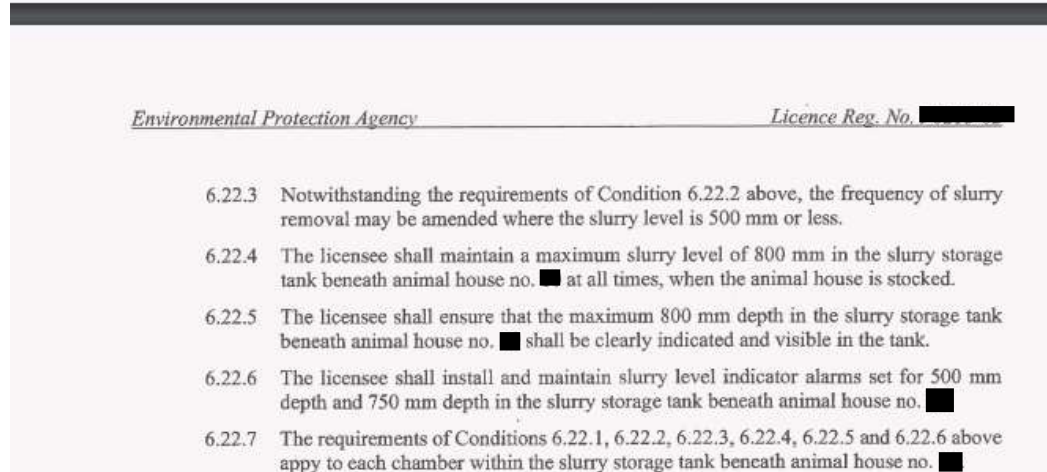 Environmental Protection Agency Licence Reg. No.
6.22.3 Notwithstanding the requirements of Condition 6.22.2 above, the frequency of slurry
removal may be amended where the slurry level is 500 mm or less.
6.22.4 The licensee shall maintain a maximum slurry level of 800 mm in the slurry storage
tank beneath animal house no. at all times, when the animal house is stocked.
6.22.5 The licensee shall ensure that the maximum 800 mm depth in the slurry storage tank
beneath animal house no. shall be clearly indicated and visible in the tank.
6.22.6 The licensee shall install and maintain slurry level indicator alarms set for 500 mm
depth and 750 mm depth in the slurry storage tank beneath animal house no.
6.22.7 The requirements of Conditions 6.22.1, 6.22.2, 6.22.3, 6.22.4, 6.22.5 and 6.22.6 above
appy to each chamber within the slurry storage tank beneath animal house no.